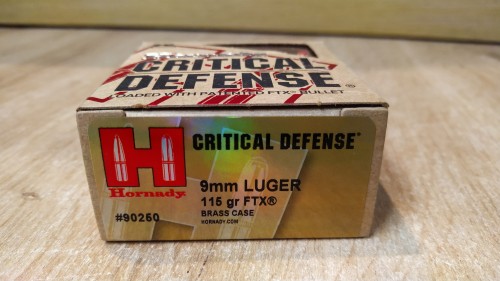 CRITICAL
DEFENSE®
LOADED WITH PATENTED FTX® BULLET
H
Hornady®
CRITICAL DEFENSE®
9mm LUGER
115 gr FTX®
BRASS CASE
HORNADY.COM
#90250